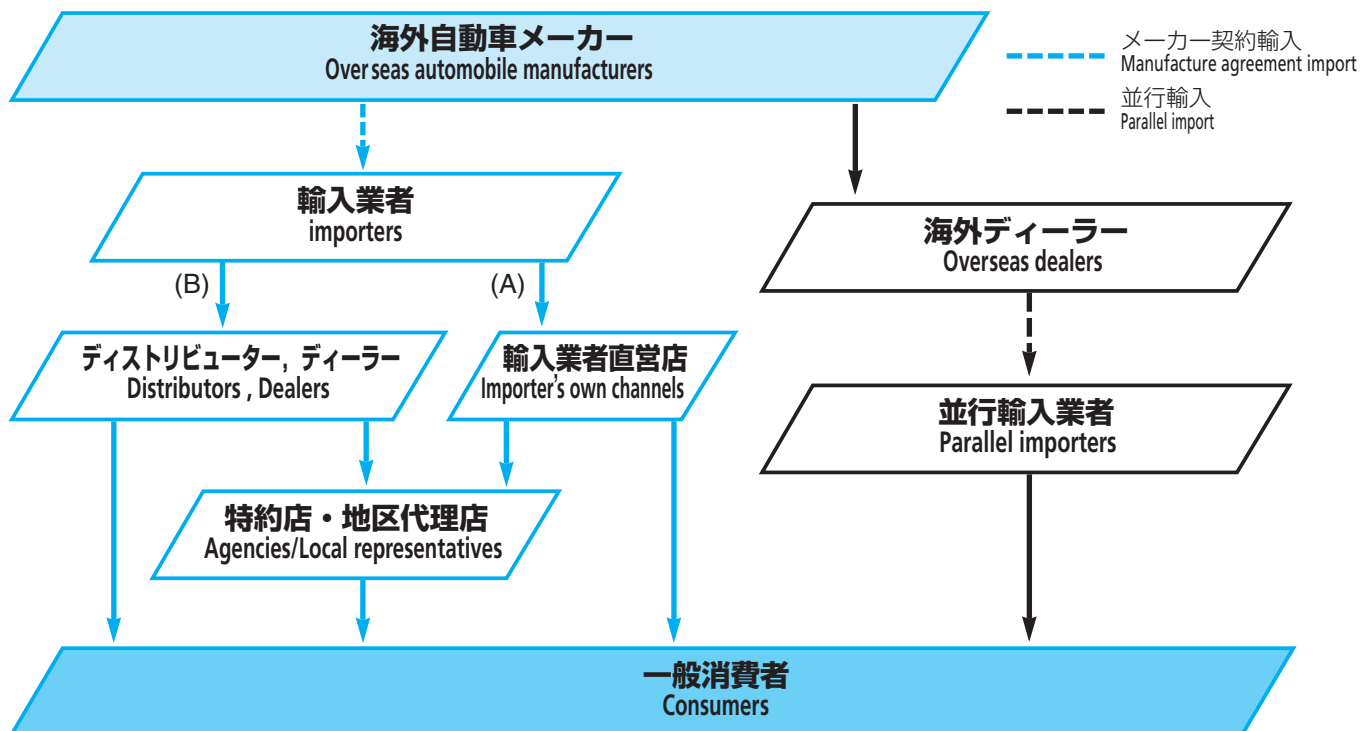 海外自動車メーカー
Overseas automobile manufacturers
メーカー契約輸入
Manufacture agreement import
並行輸入
Parallel import
輸入業者
importers
海外ディーラー
Overseas dealers
(B)
(A)
ディストリビューター, ディーラー
Distributors , Dealers
輸入業者直営店
Importer's own channels
並行輸入業者
Parallel importers
特約店・地区代理店
Agencies/Local representatives
一般消費者
Consumers